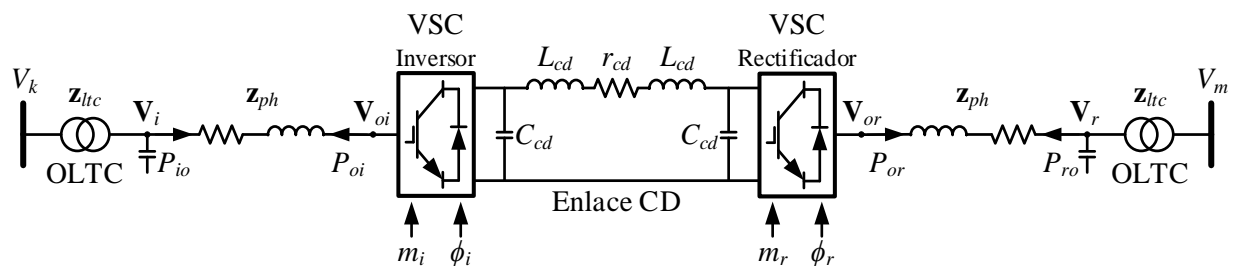 VSC
Inversor
VSC
Rectificador
L_cd r_cd L_cd
V_k
z_ltc
V_i
z_ph
V_oi
V_or
z_ph
V_r
z_ltc
V_m
C_cd
C_cd
P_io
P_oi
P_or
P_ro
OLTC
OLTC
Enlace CD
m_i ϕ_i
m_r ϕ_r